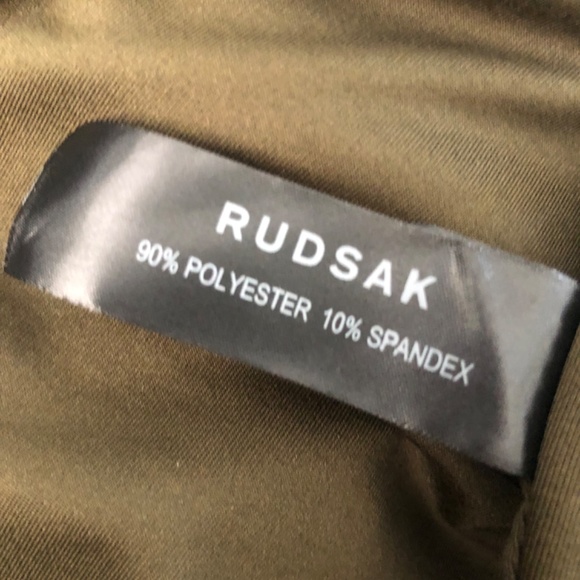 RUDSAK
90% POLYESTER 10% SPANDEX